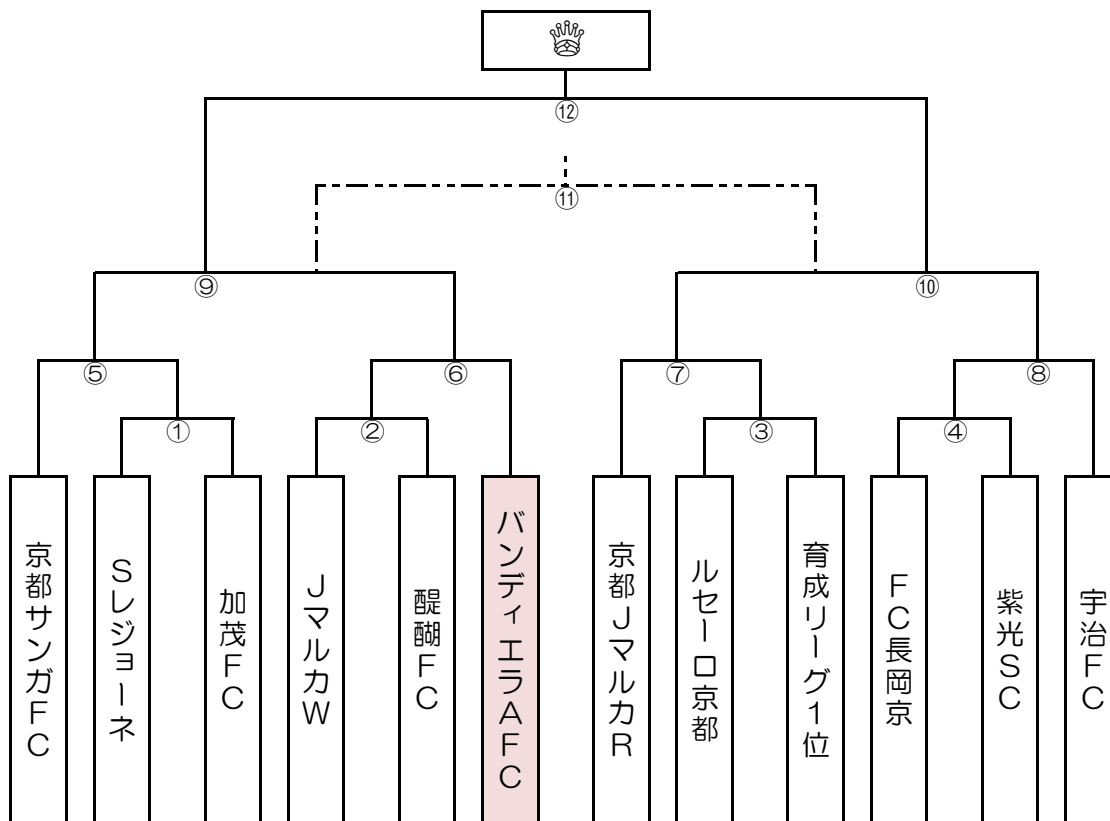 ⑫
⑪
⑨
⑩
⑤
⑥
⑦
⑧
①
②
③
④
京都サンガFC
Sレジョーネ
加茂FC
JマルカW
醍醐FC
バンディエラAFC
京都JマルカR
ルセーロ京都
育成リーグ1位
FC長岡京
紫光SC
宇治FC